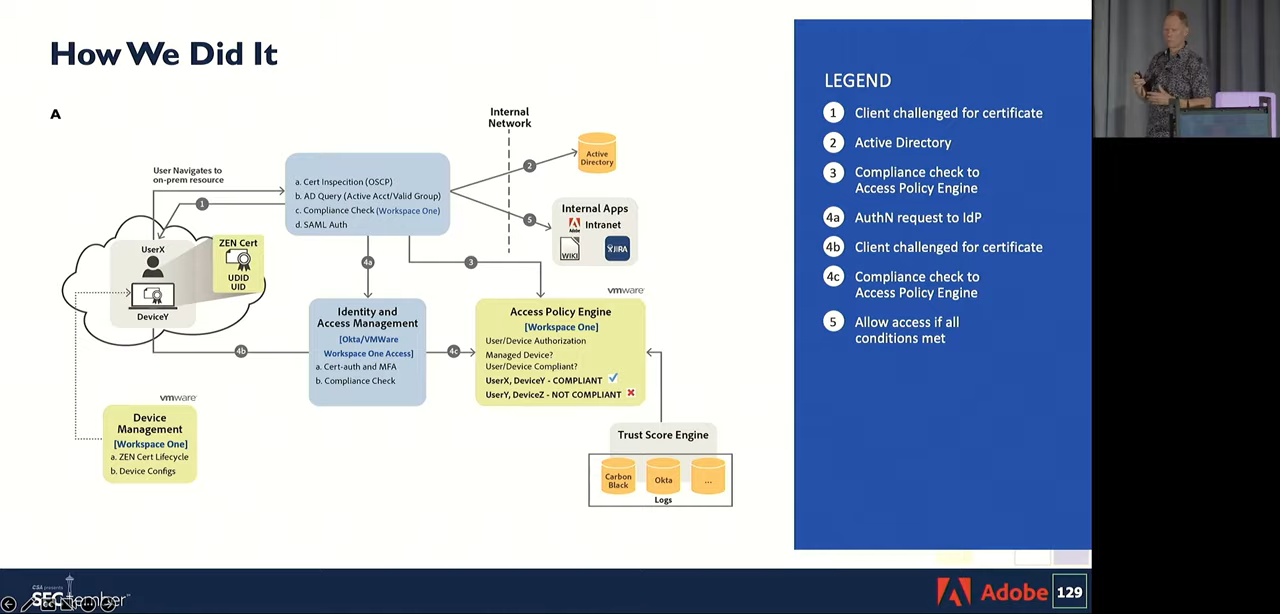 How We Did It
A
Internal
Network
User Navigates to
on-prem resource
1
a. Cert Inspecition (OSCP)
b. AD Query (Active Acct/Valid Group)
c. Compliance Check (Workspace One)
d. SAML Auth
2
Active
Directory
5
Internal Apps
Adobe
Intranet
WIKI
JIRA
UserX
DeviceY
ZEN Cert
UDID
UID
4a
3
vmware
Identity and
Access Management
[Okta/VMWare
Workspace One Access]
a. Cert-auth and MFA
b. Compliance Check
4b
4c
Access Policy Engine
[Workspace One]
User/Device Authorization
Managed Device?
User/Device Compliant?
UserX, DeviceY - COMPLIANT
UserY, DeviceZ - NOT COMPLIANT
vmware
Device
Management
[Workspace One]
a. ZEN Cert Lifecycle
b. Device Configs
Trust Score Engine
Carbon
Black
Okta
...
Logs
LEGEND
1 Client challenged for certificate
2 Active Directory
3 Compliance check to
Access Policy Engine
4a AuthN request to IdP
4b Client challenged for certificate
4c Compliance check to
Access Policy Engine
5 Allow access if all
conditions met
CSA presents
SECtember
Adobe 129